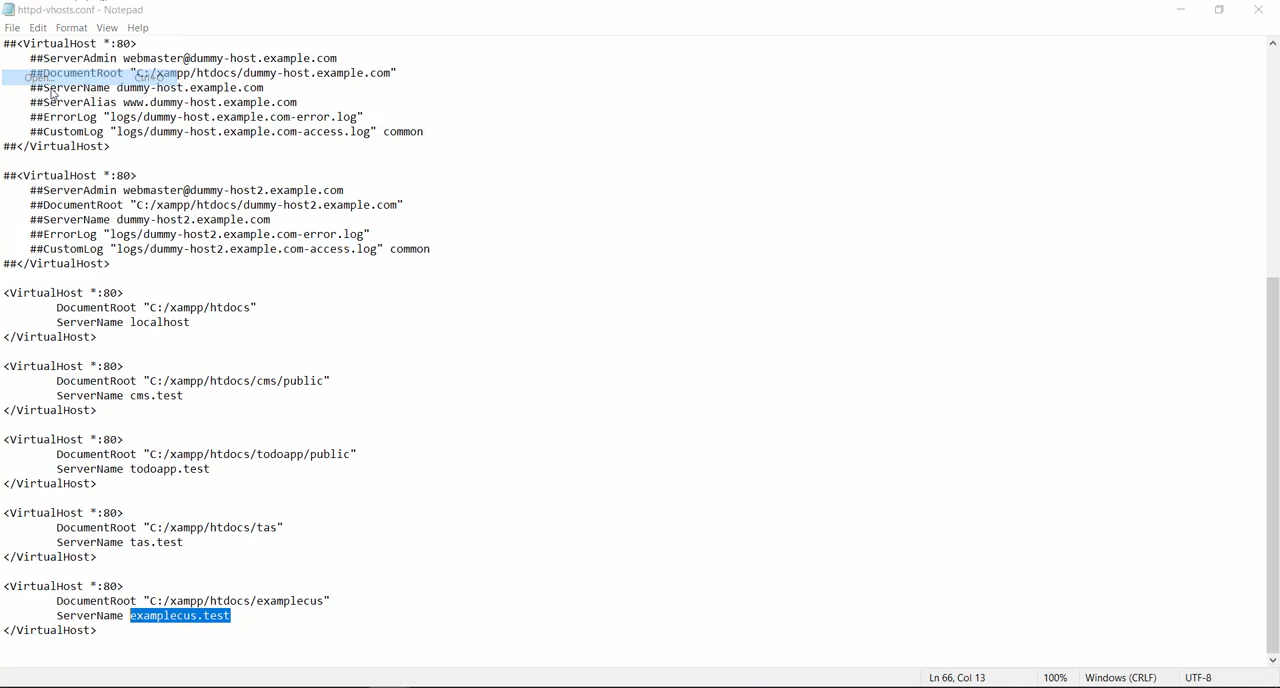 httpd-vhosts.conf - Notepad
File Edit Format View Help
##<VirtualHost *:80>
##ServerAdmin webmaster@dummy-host.example.com
##DocumentRoot "C:/xampp/htdocs/dummy-host.example.com"
Open... Ctrl+O
##ServerName dummy-host.example.com
##ServerAlias www.dummy-host.example.com
##ErrorLog "logs/dummy-host.example.com-error.log"
##CustomLog "logs/dummy-host.example.com-access.log" common
##</VirtualHost>
##<VirtualHost *:80>
##ServerAdmin webmaster@dummy-host2.example.com
##DocumentRoot "C:/xampp/htdocs/dummy-host2.example.com"
##ServerName dummy-host2.example.com
##ErrorLog "logs/dummy-host2.example.com-error.log"
##CustomLog "logs/dummy-host2.example.com-access.log" common
##</VirtualHost>
<VirtualHost *:80>
DocumentRoot "C:/xampp/htdocs"
ServerName localhost
</VirtualHost>
<VirtualHost *:80>
DocumentRoot "C:/xampp/htdocs/cms/public"
ServerName cms.test
</VirtualHost>
<VirtualHost *:80>
DocumentRoot "C:/xampp/htdocs/todoapp/public"
ServerName todoapp.test
</VirtualHost>
<VirtualHost *:80>
DocumentRoot "C:/xampp/htdocs/tas"
ServerName tas.test
</VirtualHost>
<VirtualHost *:80>
DocumentRoot "C:/xampp/htdocs/examplecus"
ServerName examplecus.test
</VirtualHost>
Ln 66, Col 13 100% Windows (CRLF) UTF-8